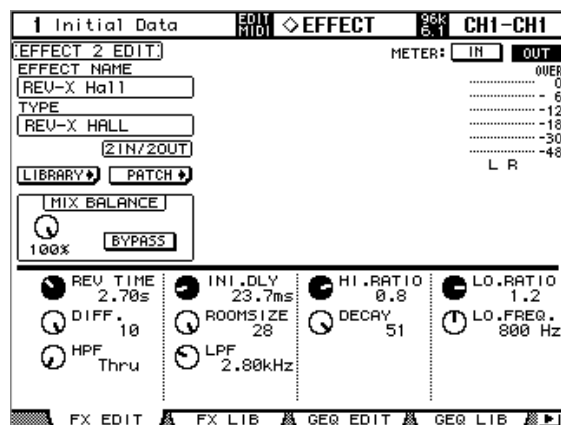 1 Initial Data EDIT MIDI ◇EFFECT 96k 6.1 CH1-CH1
EFFECT 2 EDIT METER: IN OUT
EFFECT NAME OVER
REV-X Hall 0
TYPE - 6
REV-X HALL -12
-18
2IN/2OUT -30
-48
LIBRARY PATCH L R
MIX BALANCE
100% BYPASS
REV TIME 2.70s INI.DLY 23.7ms HI.RATIO 0.8 LO.RATIO 1.2
DIFF. 10 ROOMSIZE 28 DECAY 51 LO.FREQ. 800 Hz
HPF Thru LPF 2.80kHz
FX EDIT FX LIB GEQ EDIT GEQ LIB